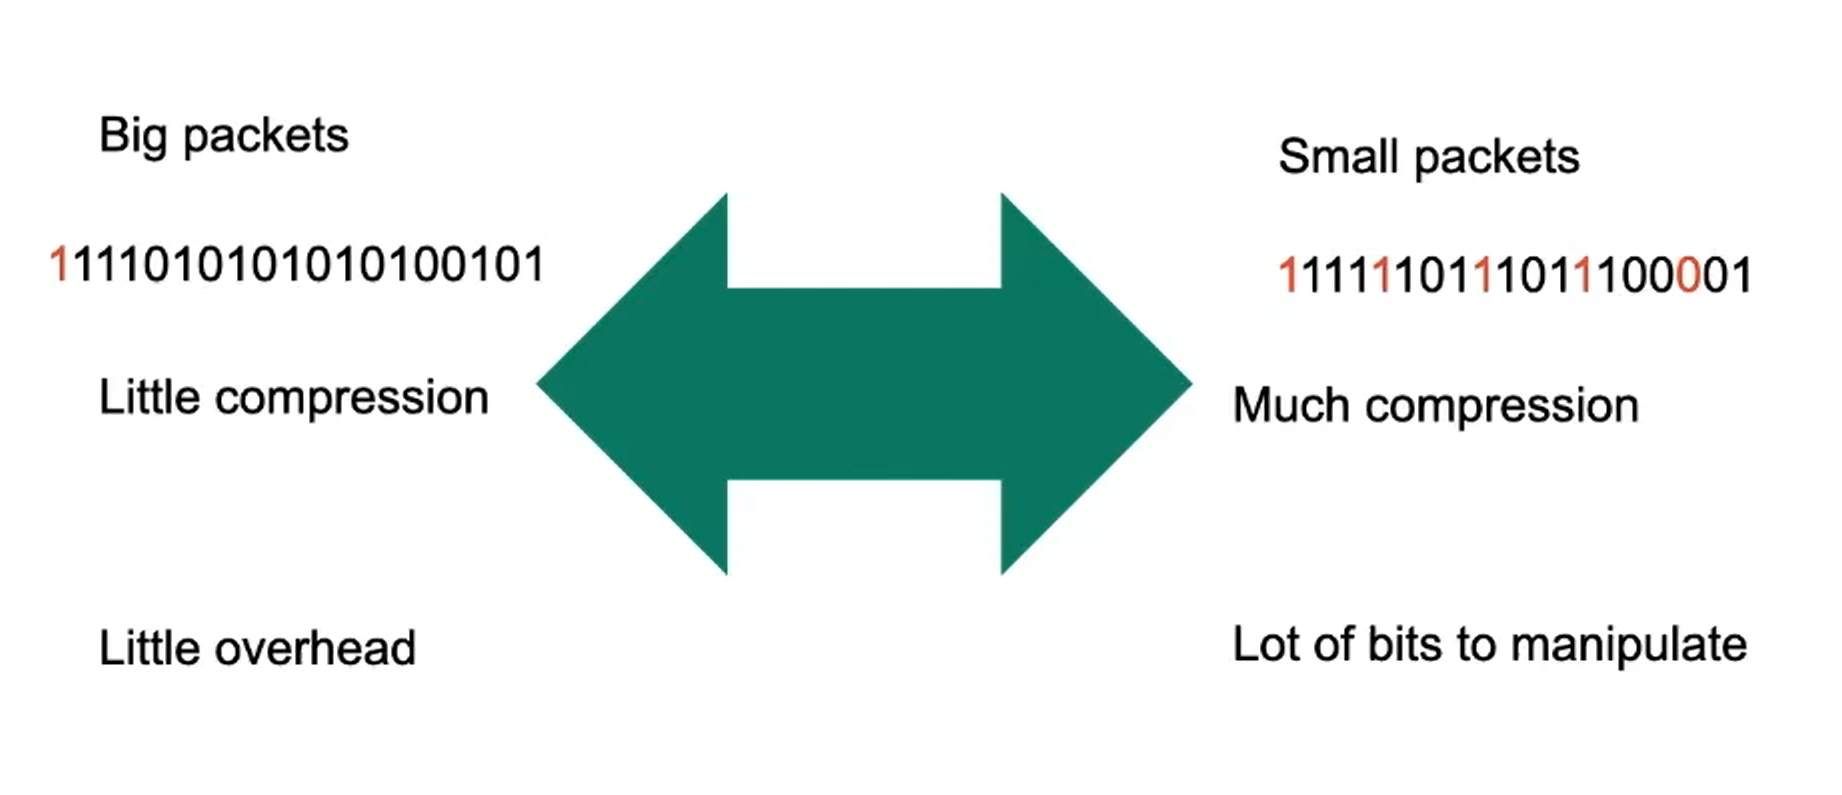 Big packets
Small packets
1111010101010100101
1111110111011100001
Little compression
Much compression
Little overhead
Lot of bits to manipulate